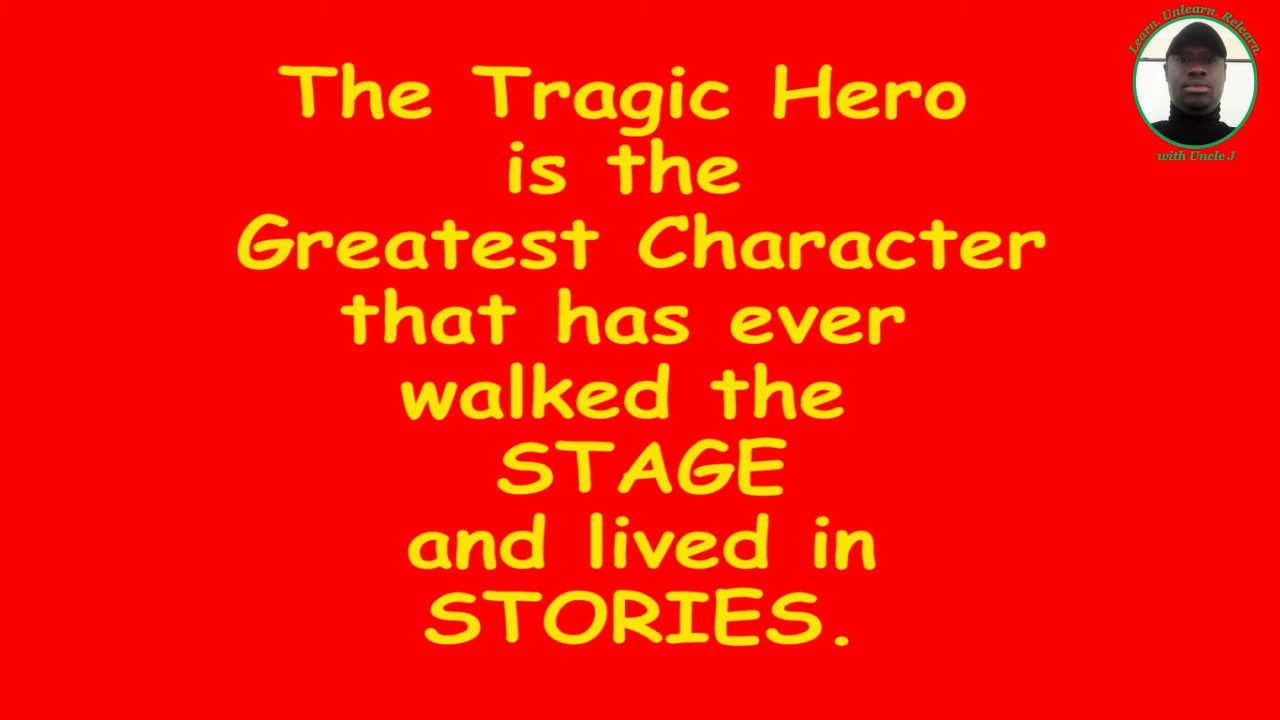 Learn. Unlearn. Relearn.
The Tragic Hero
is the
Greatest Character
that has ever
walked the
STAGE
and lived in
STORIES.
with Uncle J